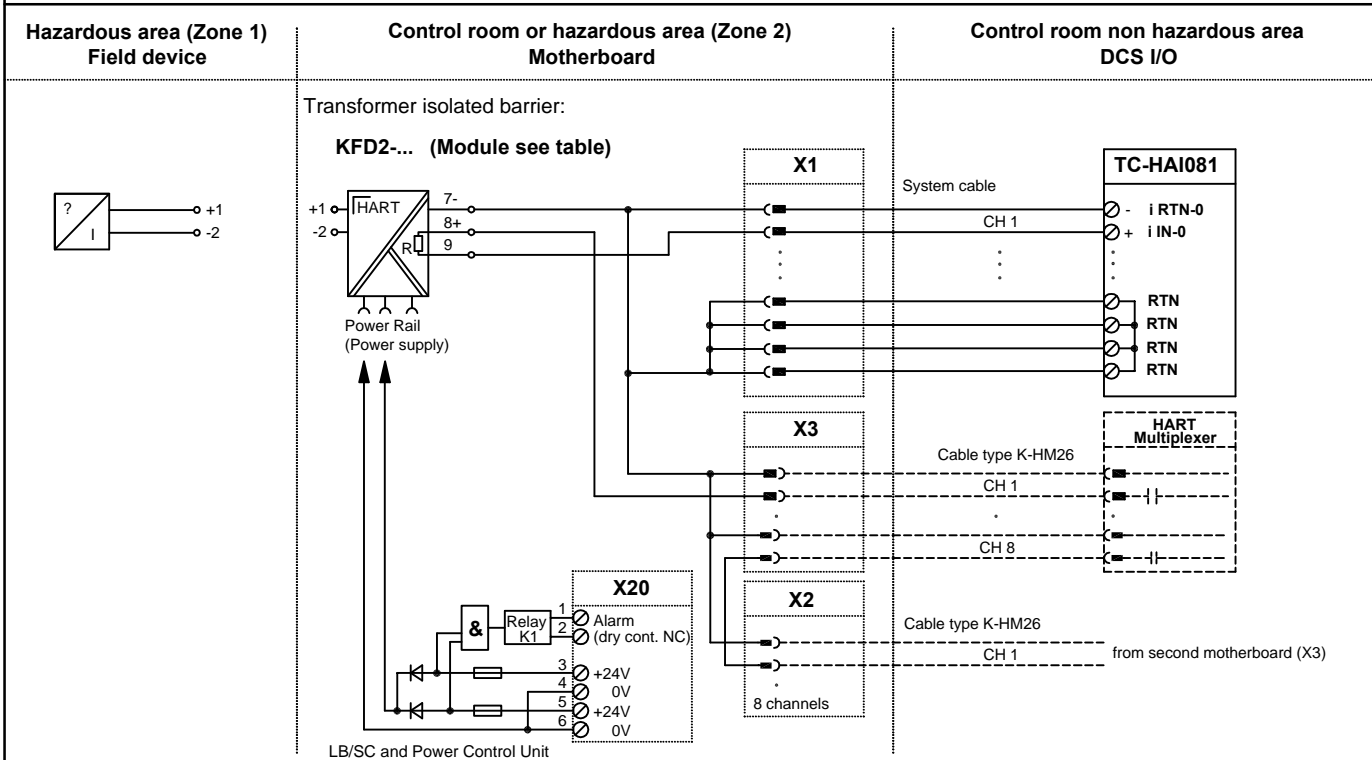 Hazardous area (Zone 1)
Field device
Control room or hazardous area (Zone 2)
Motherboard
Control room non hazardous area
DCS I/O
Transformer isolated barrier:
KFD2-... (Module see table)
?
I
+1
-2
+1
-2
HART
R
7-
8+
9
Power Rail
(Power supply)
X1
System cable
CH 1
TC-HAI081
- i RTN-0
+ i IN-0
RTN
RTN
RTN
RTN
X3
Cable type K-HM26
CH 1
CH 8
HART
Multiplexer
X2
Cable type K-HM26
CH 1
from second motherboard (X3)
8 channels
X20
&
Relay
K1
1
2
Alarm
(dry cont. NC)
3 +24V
4 0V
5 +24V
6 0V
LB/SC and Power Control Unit